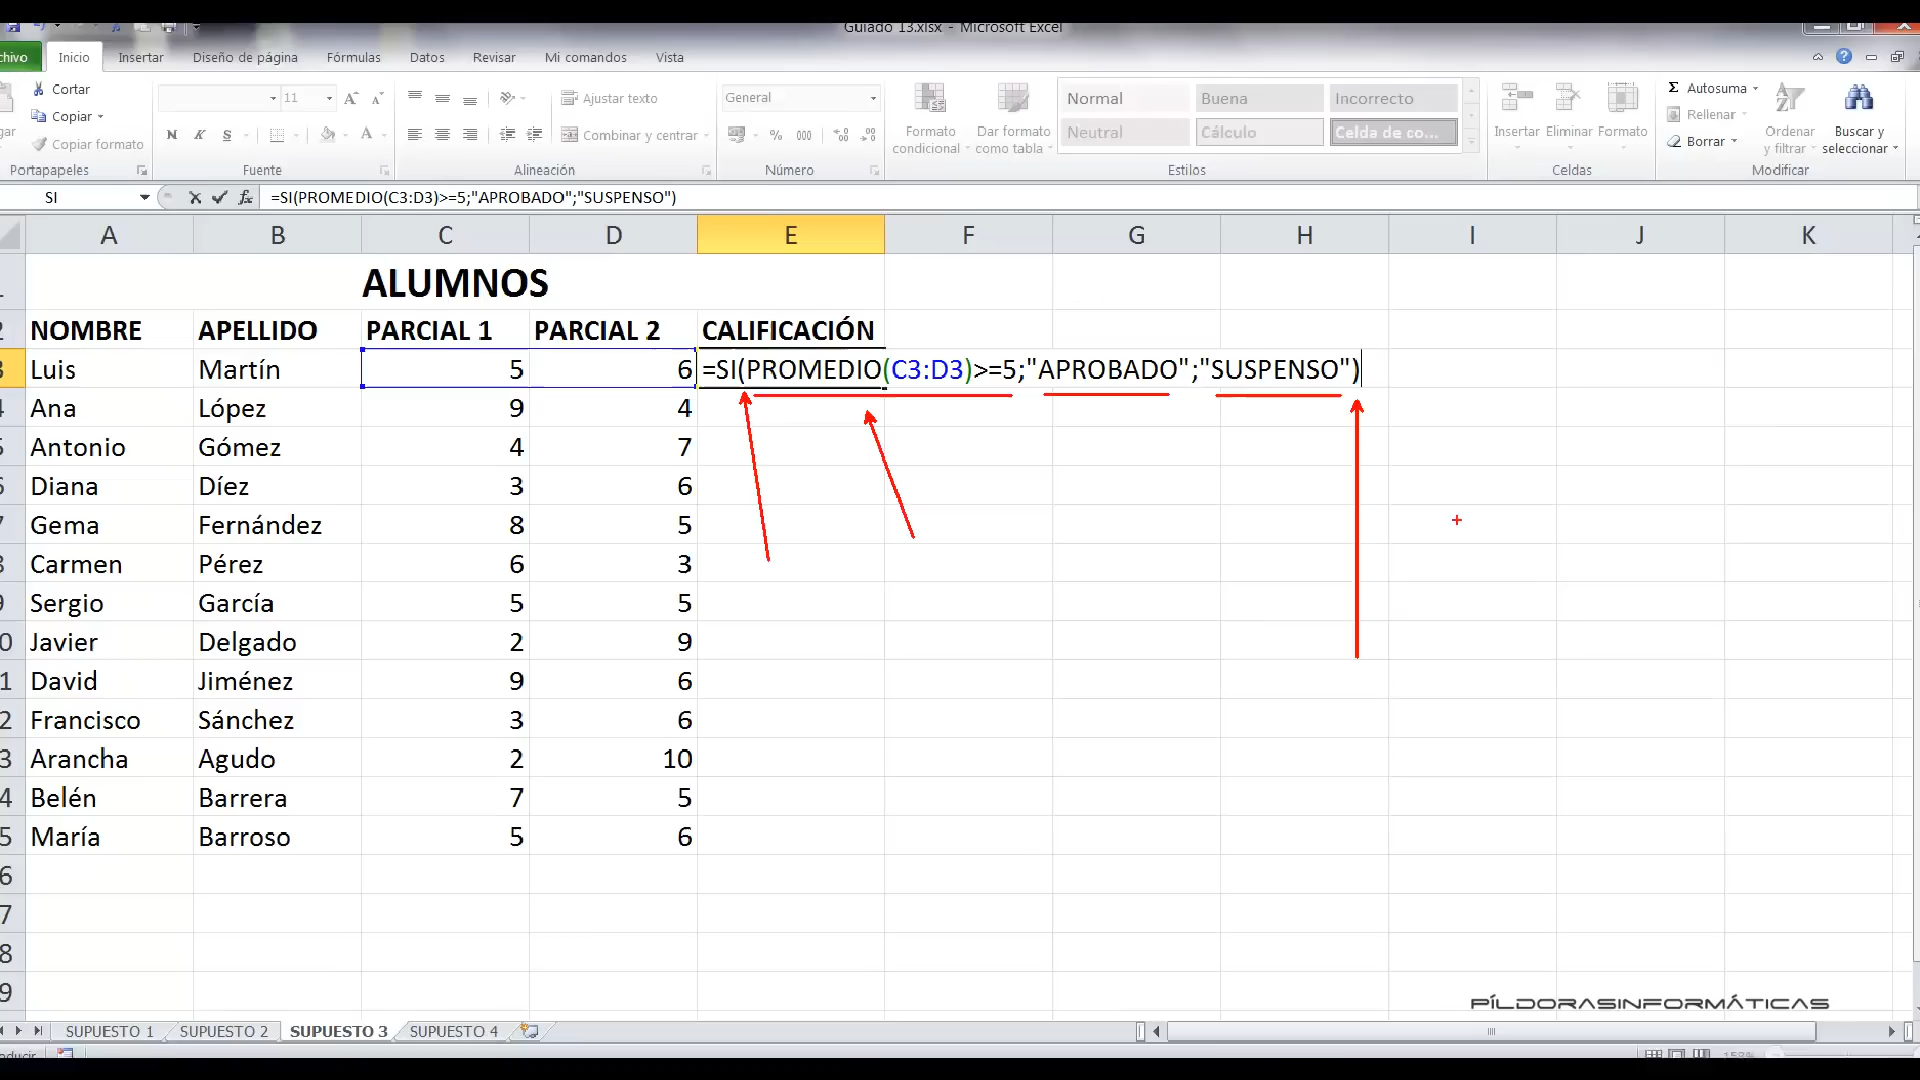 Guiado 13.xlsx - Microsoft Excel
Inicio Insertar Diseño de página Fórmulas Datos Revisar Mi comandos Vista
Cortar
Copiar
Copiar formato
Portapapeles
11
N K S
Fuente
Ajustar texto
Combinar y centrar
Alineación
General
% 000
Número
Formato condicional
Dar formato como tabla
Normal Buena Incorrecto
Neutral Cálculo Celda de co...
Estilos
Insertar Eliminar Formato
Celdas
Σ Autosuma
Rellenar
Borrar
Ordenar y filtrar
Buscar y seleccionar
Modificar
SI =SI(PROMEDIO(C3:D3)>=5;"APROBADO";"SUSPENSO")
A B C D E F G H I J K
ALUMNOS
NOMBRE APELLIDO PARCIAL 1 PARCIAL 2 CALIFICACIÓN
Luis Martín 5 6 =SI(PROMEDIO(C3:D3)>=5;"APROBADO";"SUSPENSO")
Ana López 9 4
Antonio Gómez 4 7
Diana Díez 3 6
Gema Fernández 8 5
Carmen Pérez 6 3
Sergio García 5 5
Javier Delgado 2 9
David Jiménez 9 6
Francisco Sánchez 3 6
Arancha Agudo 2 10
Belén Barrera 7 5
María Barroso 5 6
PÍLDORASINFORMÁTICAS
SUPUESTO 1 SUPUESTO 2 SUPUESTO 3 SUPUESTO 4